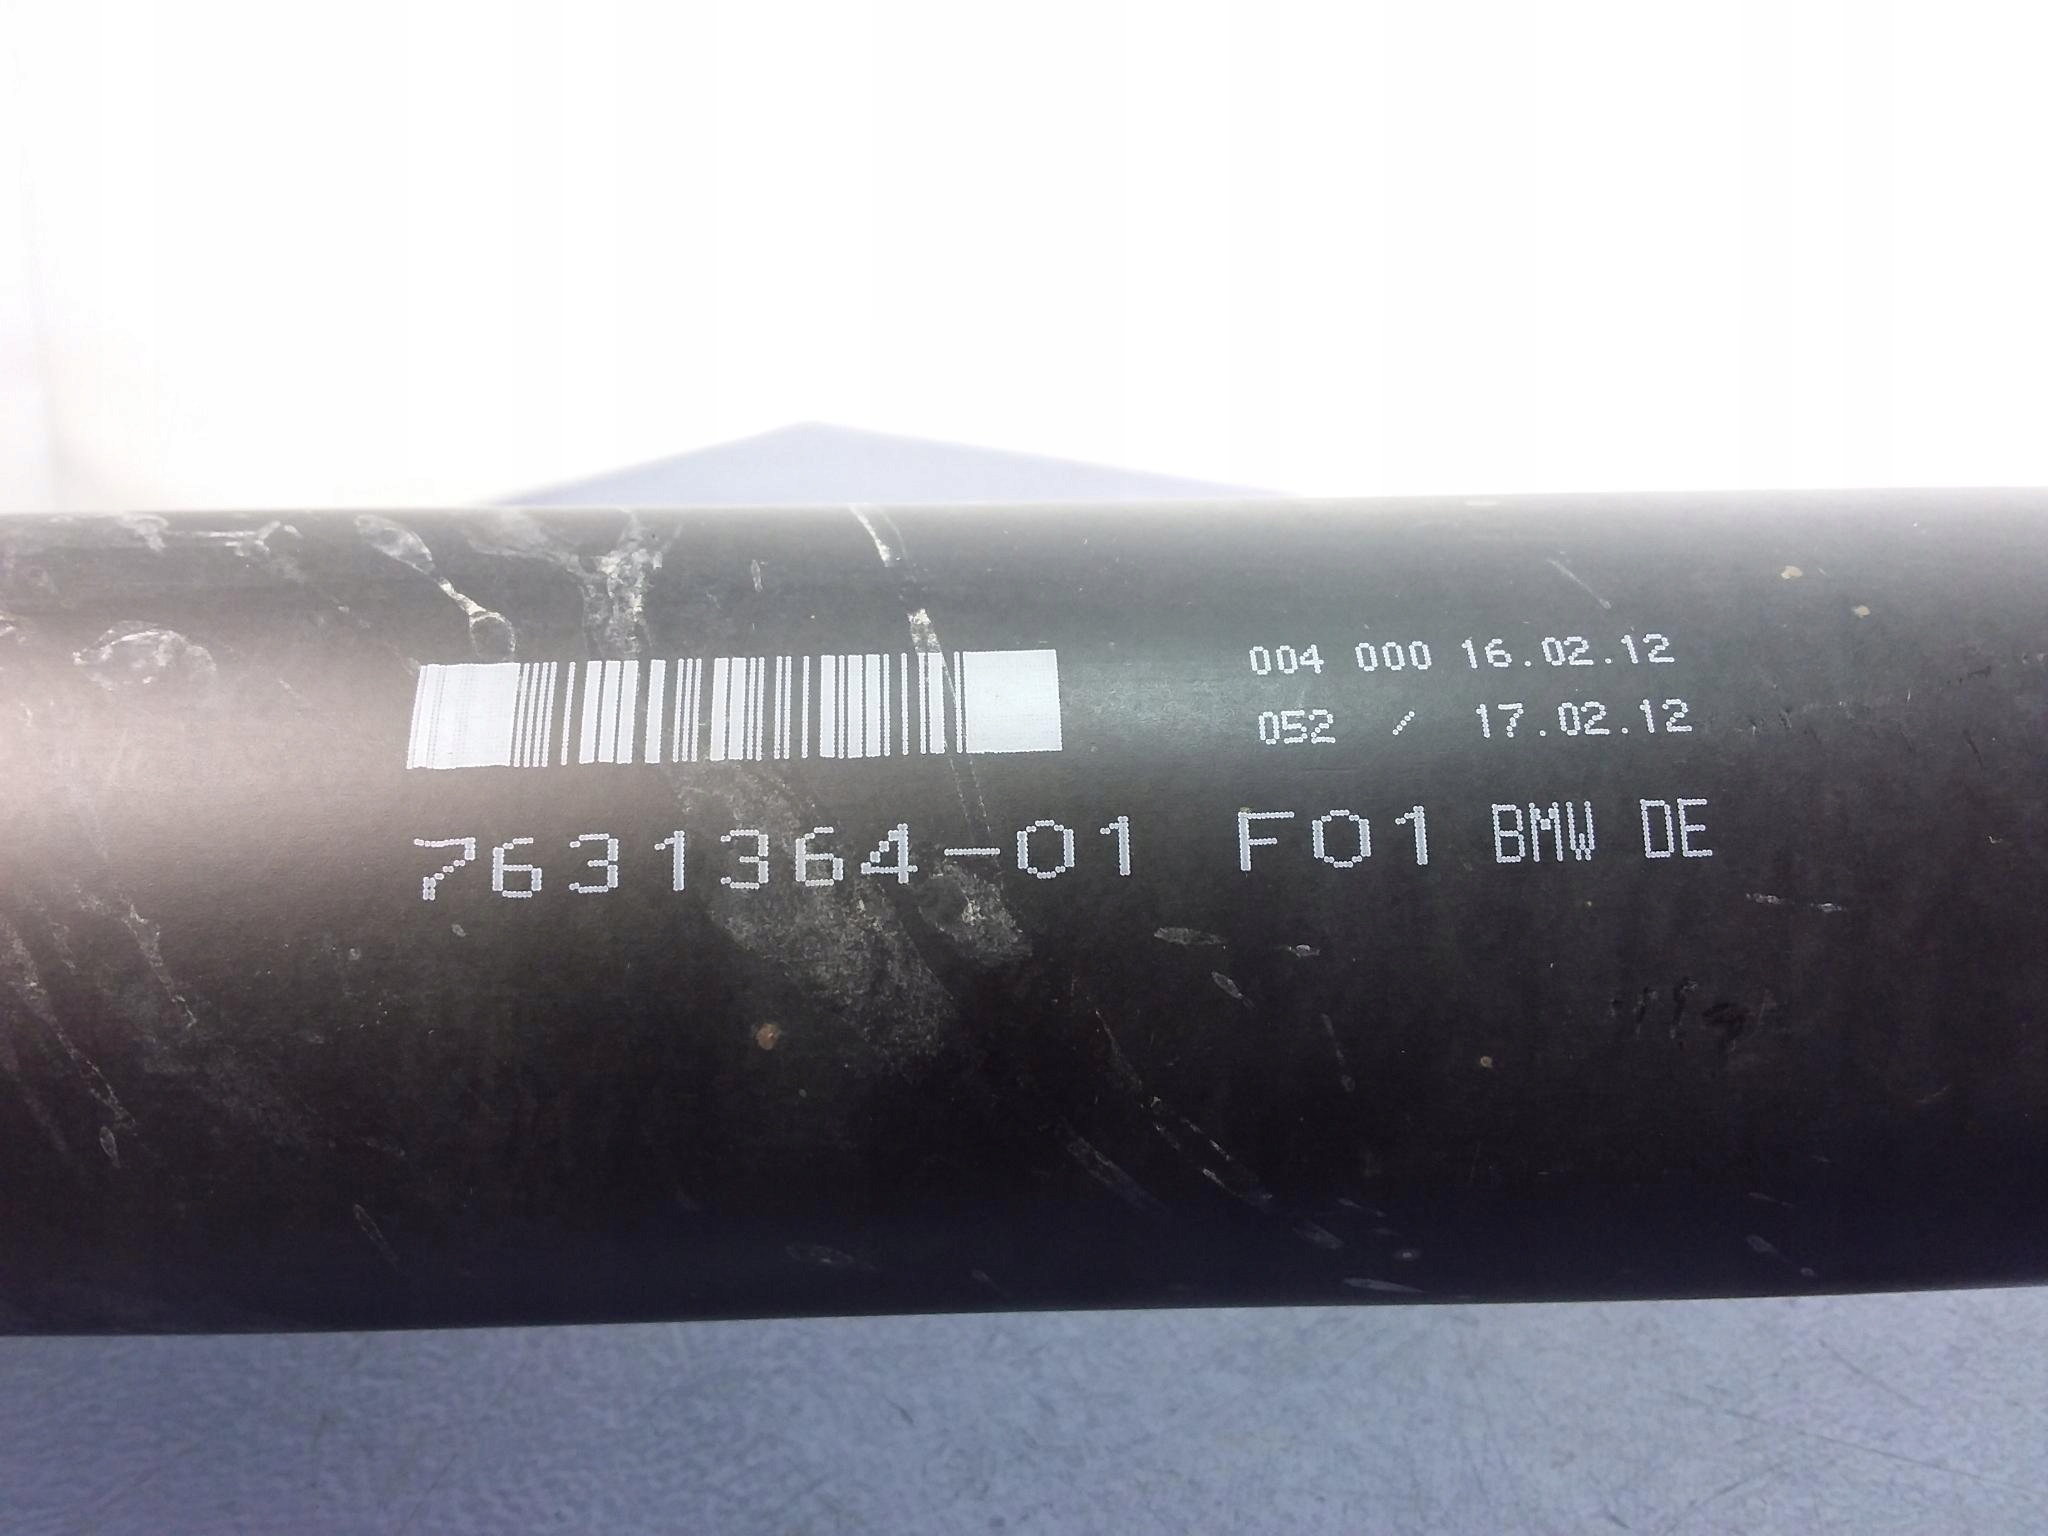 004 000 16.02.12
052 / 17.02.12
7631364-01 F01 BMW DE